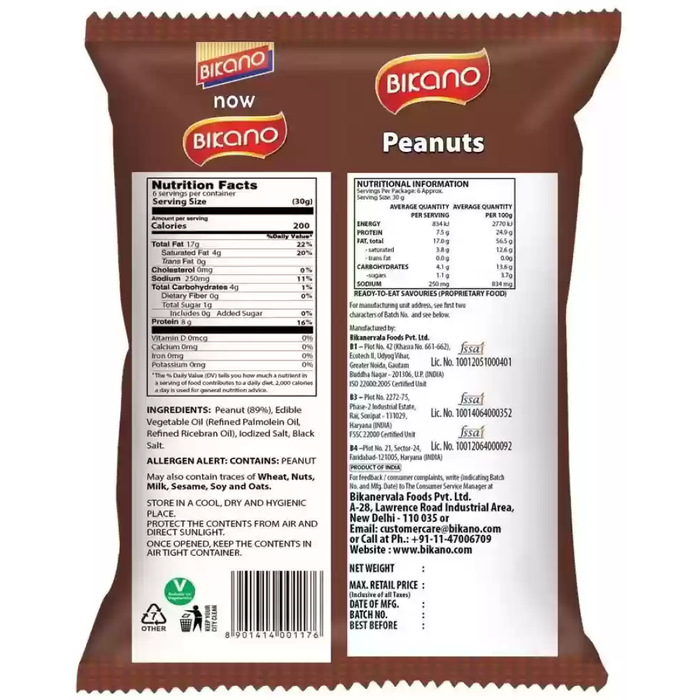 BIKANO
now
BIKANO
Nutrition Facts
6 servings per container
Serving Size (30g)
Amount per serving
Calories 200
%Daily Value*
Total Fat 17g 22%
Saturated Fat 4g 20%
Trans Fat 0g
Cholesterol 0mg 0%
Sodium 250mg 11%
Total Carbohydrates 4g 1%
Dietary Fiber 0g 0%
Total Sugar 1g
Includes 0g Added Sugar 0%
Protein 8 g 16%
Vitamin D 0mcg 0%
Calcium 0mg 0%
Iron 0mg 0%
Potassium 0mg 0%
*The % Daily Value (DV) tells you how much a nutrient in
a serving of food contributes to a daily diet. 2,000 calories
a day is used for general nutrition advice.
INGREDIENTS: Peanut (89%), Edible
Vegetable Oil (Refined Palmolein Oil,
Refined Ricebran Oil), Iodized Salt, Black
Salt.
ALLERGEN ALERT: CONTAINS: PEANUT
May also contain traces of Wheat, Nuts,
Milk, Sesame, Soy and Oats.
STORE IN A COOL, DRY AND HYGIENIC
PLACE.
PROTECT THE CONTENTS FROM AIR AND
DIRECT SUNLIGHT.
ONCE OPENED, KEEP THE CONTENTS IN
AIR TIGHT CONTAINER.
V
Suitable for
Vegetarians
7
OTHER
KEEP YOUR
CITY CLEAN
8 901414 001176
BIKANO
Peanuts
NUTRITIONAL INFORMATION
Servings Per Package: 6 Approx.
Serving Size: 30 g
AVERAGE QUANTITY AVERAGE QUANTITY
PER SERVING PER 100g
ENERGY 834 kJ 2770 kJ
PROTEIN 7.5 g 24.9 g
FAT, total 17.0 g 56.5 g
- saturated 3.8 g 12.6 g
- trans fat 0.0 g 0.0g
CARBOHYDRATES 4.1 g 13.6 g
-sugars 1.1 g 3.7g
SODIUM 250 mg 834 mg
READY-TO-EAT SAVOURIES (PROPRIETARY FOOD)
For manufacturing unit address, see first two
characters of Batch No. and see below.
Manufactured by:
Bikanervala Foods Pvt. Ltd.
B1 – Plot No. 42 (Khasra No. 661-662),
Ecotech II, Udyog Vihar,
Greater Noida, Gautam
Buddha Nagar - 201306, U.P. (INDIA)
ISO 22000:2005 Certified Unit
fssai
Lic. No. 10012051000401
B3 – Plot No. 2272-75,
Phase-2 Industrial Estate,
Rai, Sonipat - 131029,
Haryana (INDIA)
FSSC 22000 Certified Unit
fssai
Lic. No. 10014064000352
B4 –Plot No. 21, Sector-24,
Faridabad-121005, Haryana (INDIA)
fssai
Lic. No. 10012064000092
PRODUCT OF INDIA
For feedback / consumer complaints, write (indicating Batch
No. and Mfg. Date) to The Consumer Service Manager at
Bikanervala Foods Pvt. Ltd.
A-28, Lawrence Road Industrial Area,
New Delhi - 110 035 or
Email: customercare@bikano.com
or Call at Ph.: +91-11-47006709
Website : www.bikano.com
NET WEIGHT :
MAX. RETAIL PRICE :
(Inclusive of all Taxes)
DATE OF MFG. :
BATCH NO. :
BEST BEFORE :